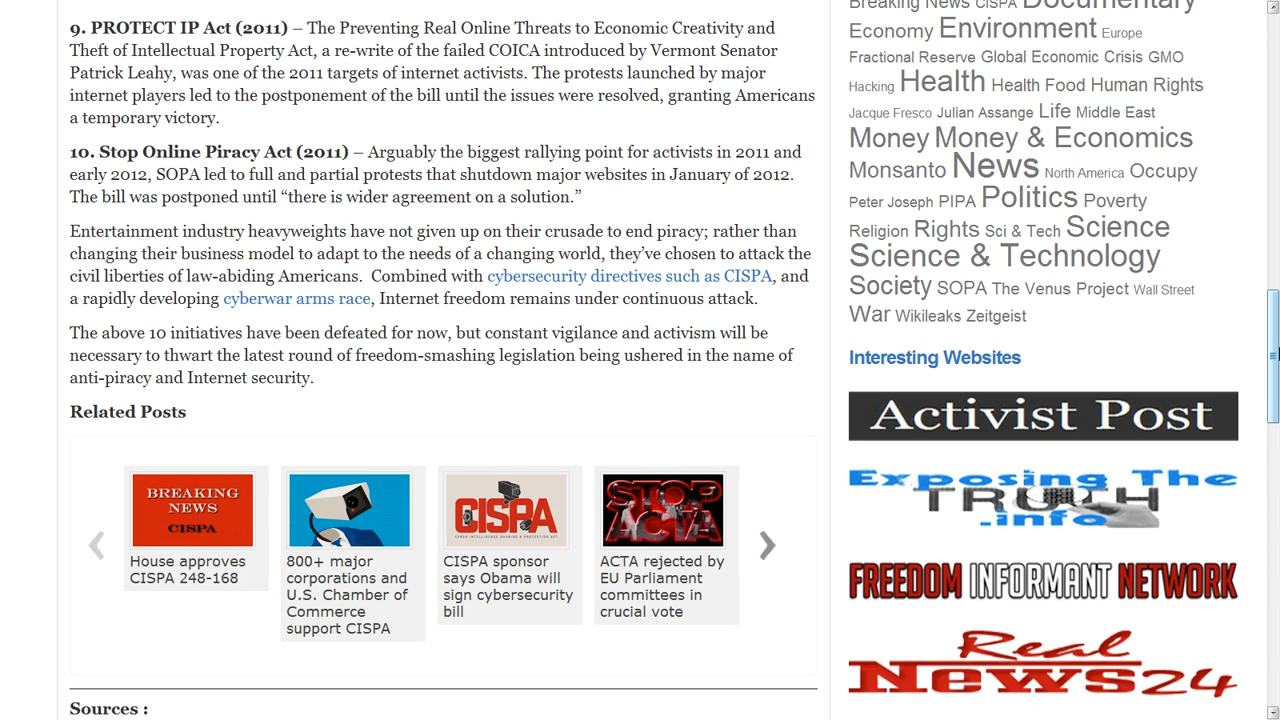 9. PROTECT IP Act (2011) – The Preventing Real Online Threats to Economic Creativity and
Theft of Intellectual Property Act, a re-write of the failed COICA introduced by Vermont Senator
Patrick Leahy, was one of the 2011 targets of internet activists. The protests launched by major
internet players led to the postponement of the bill until the issues were resolved, granting Americans
a temporary victory.
10. Stop Online Piracy Act (2011) – Arguably the biggest rallying point for activists in 2011 and
early 2012, SOPA led to full and partial protests that shutdown major websites in January of 2012.
The bill was postponed until “there is wider agreement on a solution.”
Entertainment industry heavyweights have not given up on their crusade to end piracy; rather than
changing their business model to adapt to the needs of a changing world, they’ve chosen to attack the
civil liberties of law-abiding Americans. Combined with cybersecurity directives such as CISPA, and
a rapidly developing cyberwar arms race, Internet freedom remains under continuous attack.
The above 10 initiatives have been defeated for now, but constant vigilance and activism will be
necessary to thwart the latest round of freedom-smashing legislation being ushered in the name of
anti-piracy and Internet security.
Related Posts
BREAKING
NEWS
CISPA
House approves
CISPA 248-168
800+ major
corporations and
U.S. Chamber of
Commerce
support CISPA
CISPA
CYBER INTELLIGENCE SHARING & PROTECTION ACT
CISPA sponsor
says Obama will
sign cybersecurity
bill
STOP
ACTA
ACTA rejected by
EU Parliament
committees in
crucial vote
Sources :
Breaking News CISPA Documentary
Economy Environment Europe
Fractional Reserve Global Economic Crisis GMO
Hacking Health Health Food Human Rights
Jacque Fresco Julian Assange Life Middle East
Money Money & Economics
Monsanto News North America Occupy
Peter Joseph PIPA Politics Poverty
Religion Rights Sci & Tech Science
Science & Technology
Society SOPA The Venus Project Wall Street
War Wikileaks Zeitgeist
Interesting Websites
Activist Post
Exposing The
TRUTH
.info
FREEDOM INFORMANT NETWORK
Real
News24